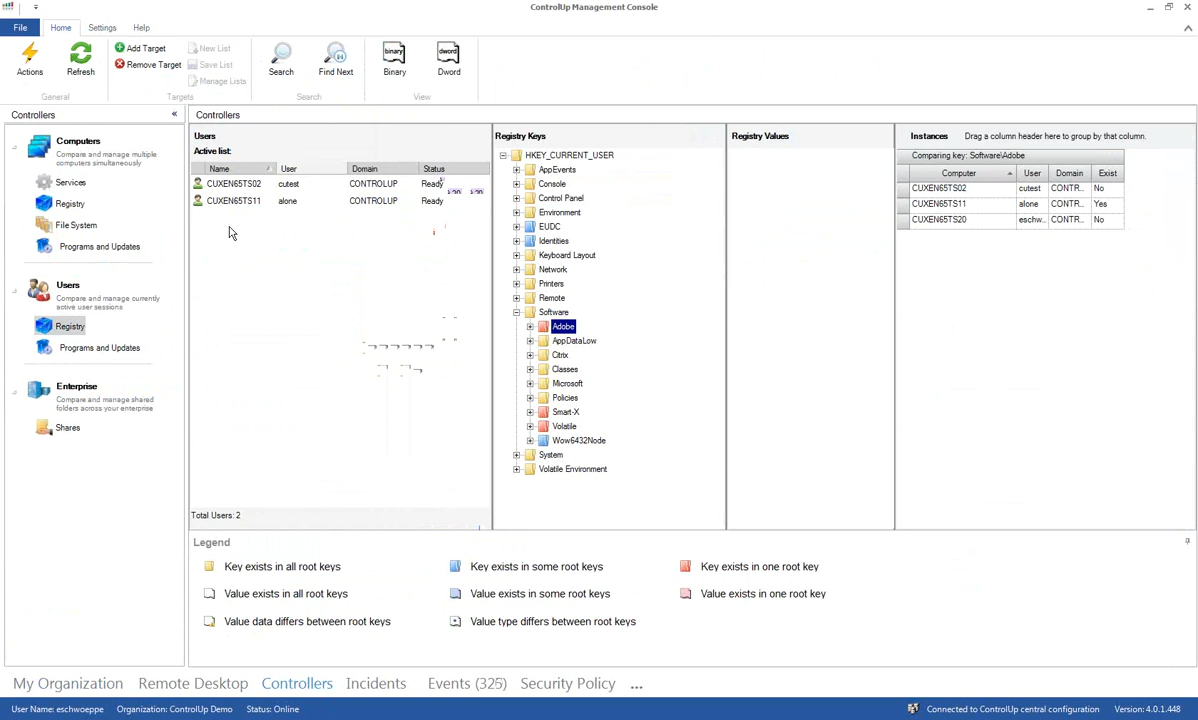 ControlUp Management Console
File
Home
Settings
Help
Actions
Refresh
General
Add Target
Remove Target
New List
Save List
Manage Lists
Targets
Search
Find Next
Search
binary
Binary
dword
Dword
View
Controllers
Computers
Compare and manage multiple
computers simultaneously
Services
Registry
File System
Programs and Updates
Users
Compare and manage currently
active user sessions
Registry
Programs and Updates
Enterprise
Compare and manage shared
folders across your enterprise
Shares
Controllers
Users
Active list:
Name User Domain Status
CUXEN65TS02 cutest CONTROLUP Ready
CUXEN65TS11 alone CONTROLUP Ready
Total Users: 2
Registry Keys
HKEY_CURRENT_USER
AppEvents
Console
Control Panel
Environment
EUDC
Identities
Keyboard Layout
Network
Printers
Remote
Software
Adobe
AppDataLow
Citrix
Classes
Microsoft
Policies
Smart-X
Volatile
Wow6432Node
System
Volatile Environment
Registry Values
Instances Drag a column header here to group by that column.
Comparing key: Software\Adobe
Computer User Domain Exist
CUXEN65TS02 cutest CONTR... No
CUXEN65TS11 alone CONTR... Yes
CUXEN65TS20 eschw... CONTR... No
Legend
Key exists in all root keys
Key exists in some root keys
Key exists in one root key
Value exists in all root keys
Value exists in some root keys
Value exists in one root key
Value data differs between root keys
Value type differs between root keys
My Organization Remote Desktop Controllers Incidents Events (325) Security Policy ...
User Name: eschwoeppe Organization: ControlUp Demo Status: Online
Connected to ControlUp central configuration Version: 4.0.1.448